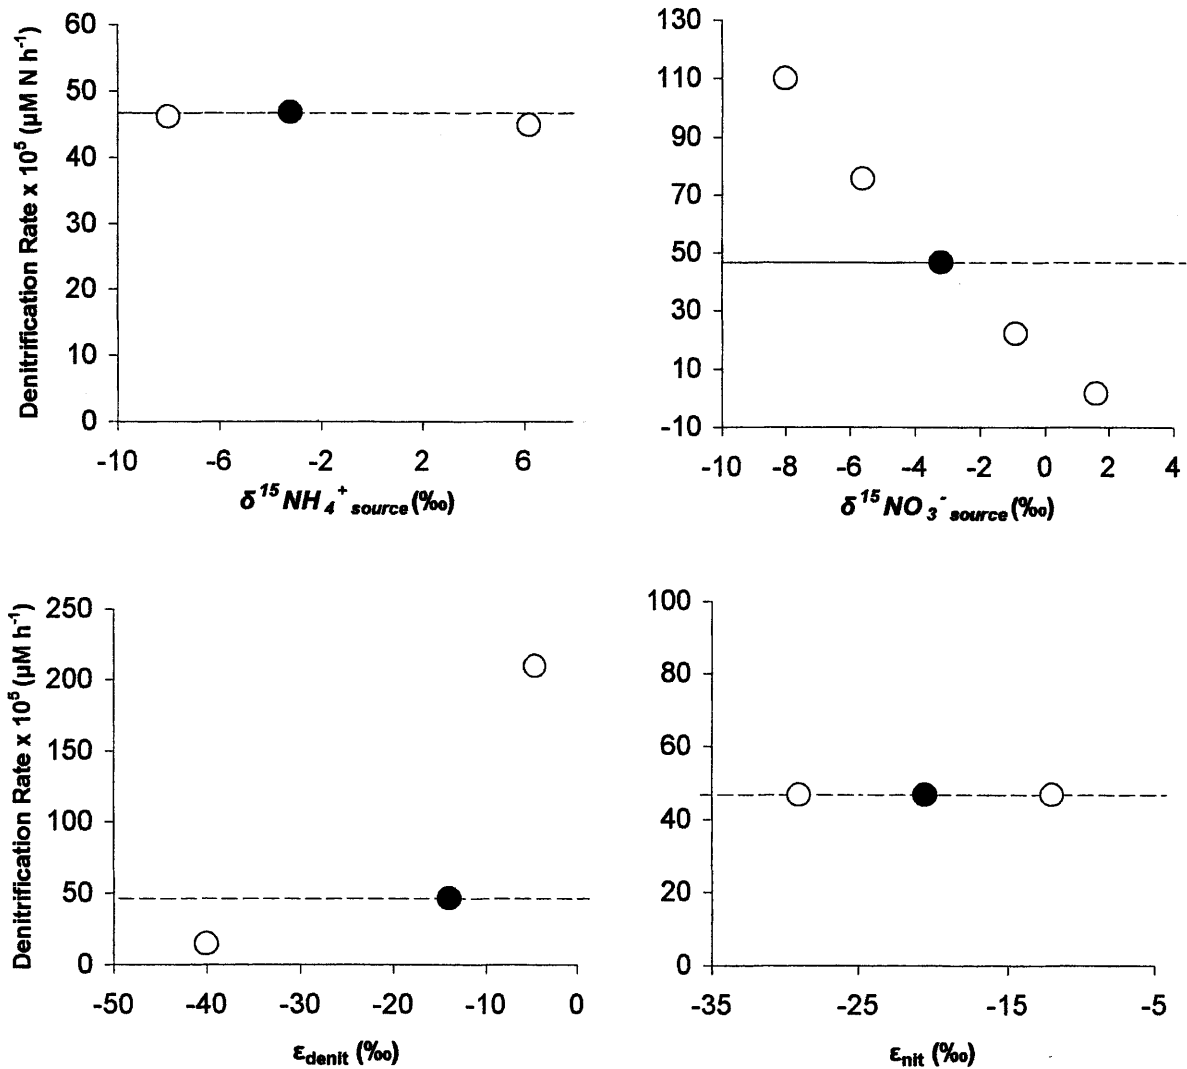 Denitrification Rate x 10⁵ (µM N h⁻¹)
60
50
40
30
20
10
0
-10 -6 -2 2 6
δ¹⁵NH₄⁺ source (‰)
130
110
90
70
50
30
10
-10
-10 -8 -6 -4 -2 0 2 4
δ¹⁵NO₃⁻ source (‰)
Denitrification Rate x 10⁵ (µM h⁻¹)
250
200
150
100
50
0
-50 -40 -30 -20 -10 0
εdenit (‰)
100
80
60
40
20
0
-35 -25 -15 -5
εnit (‰)